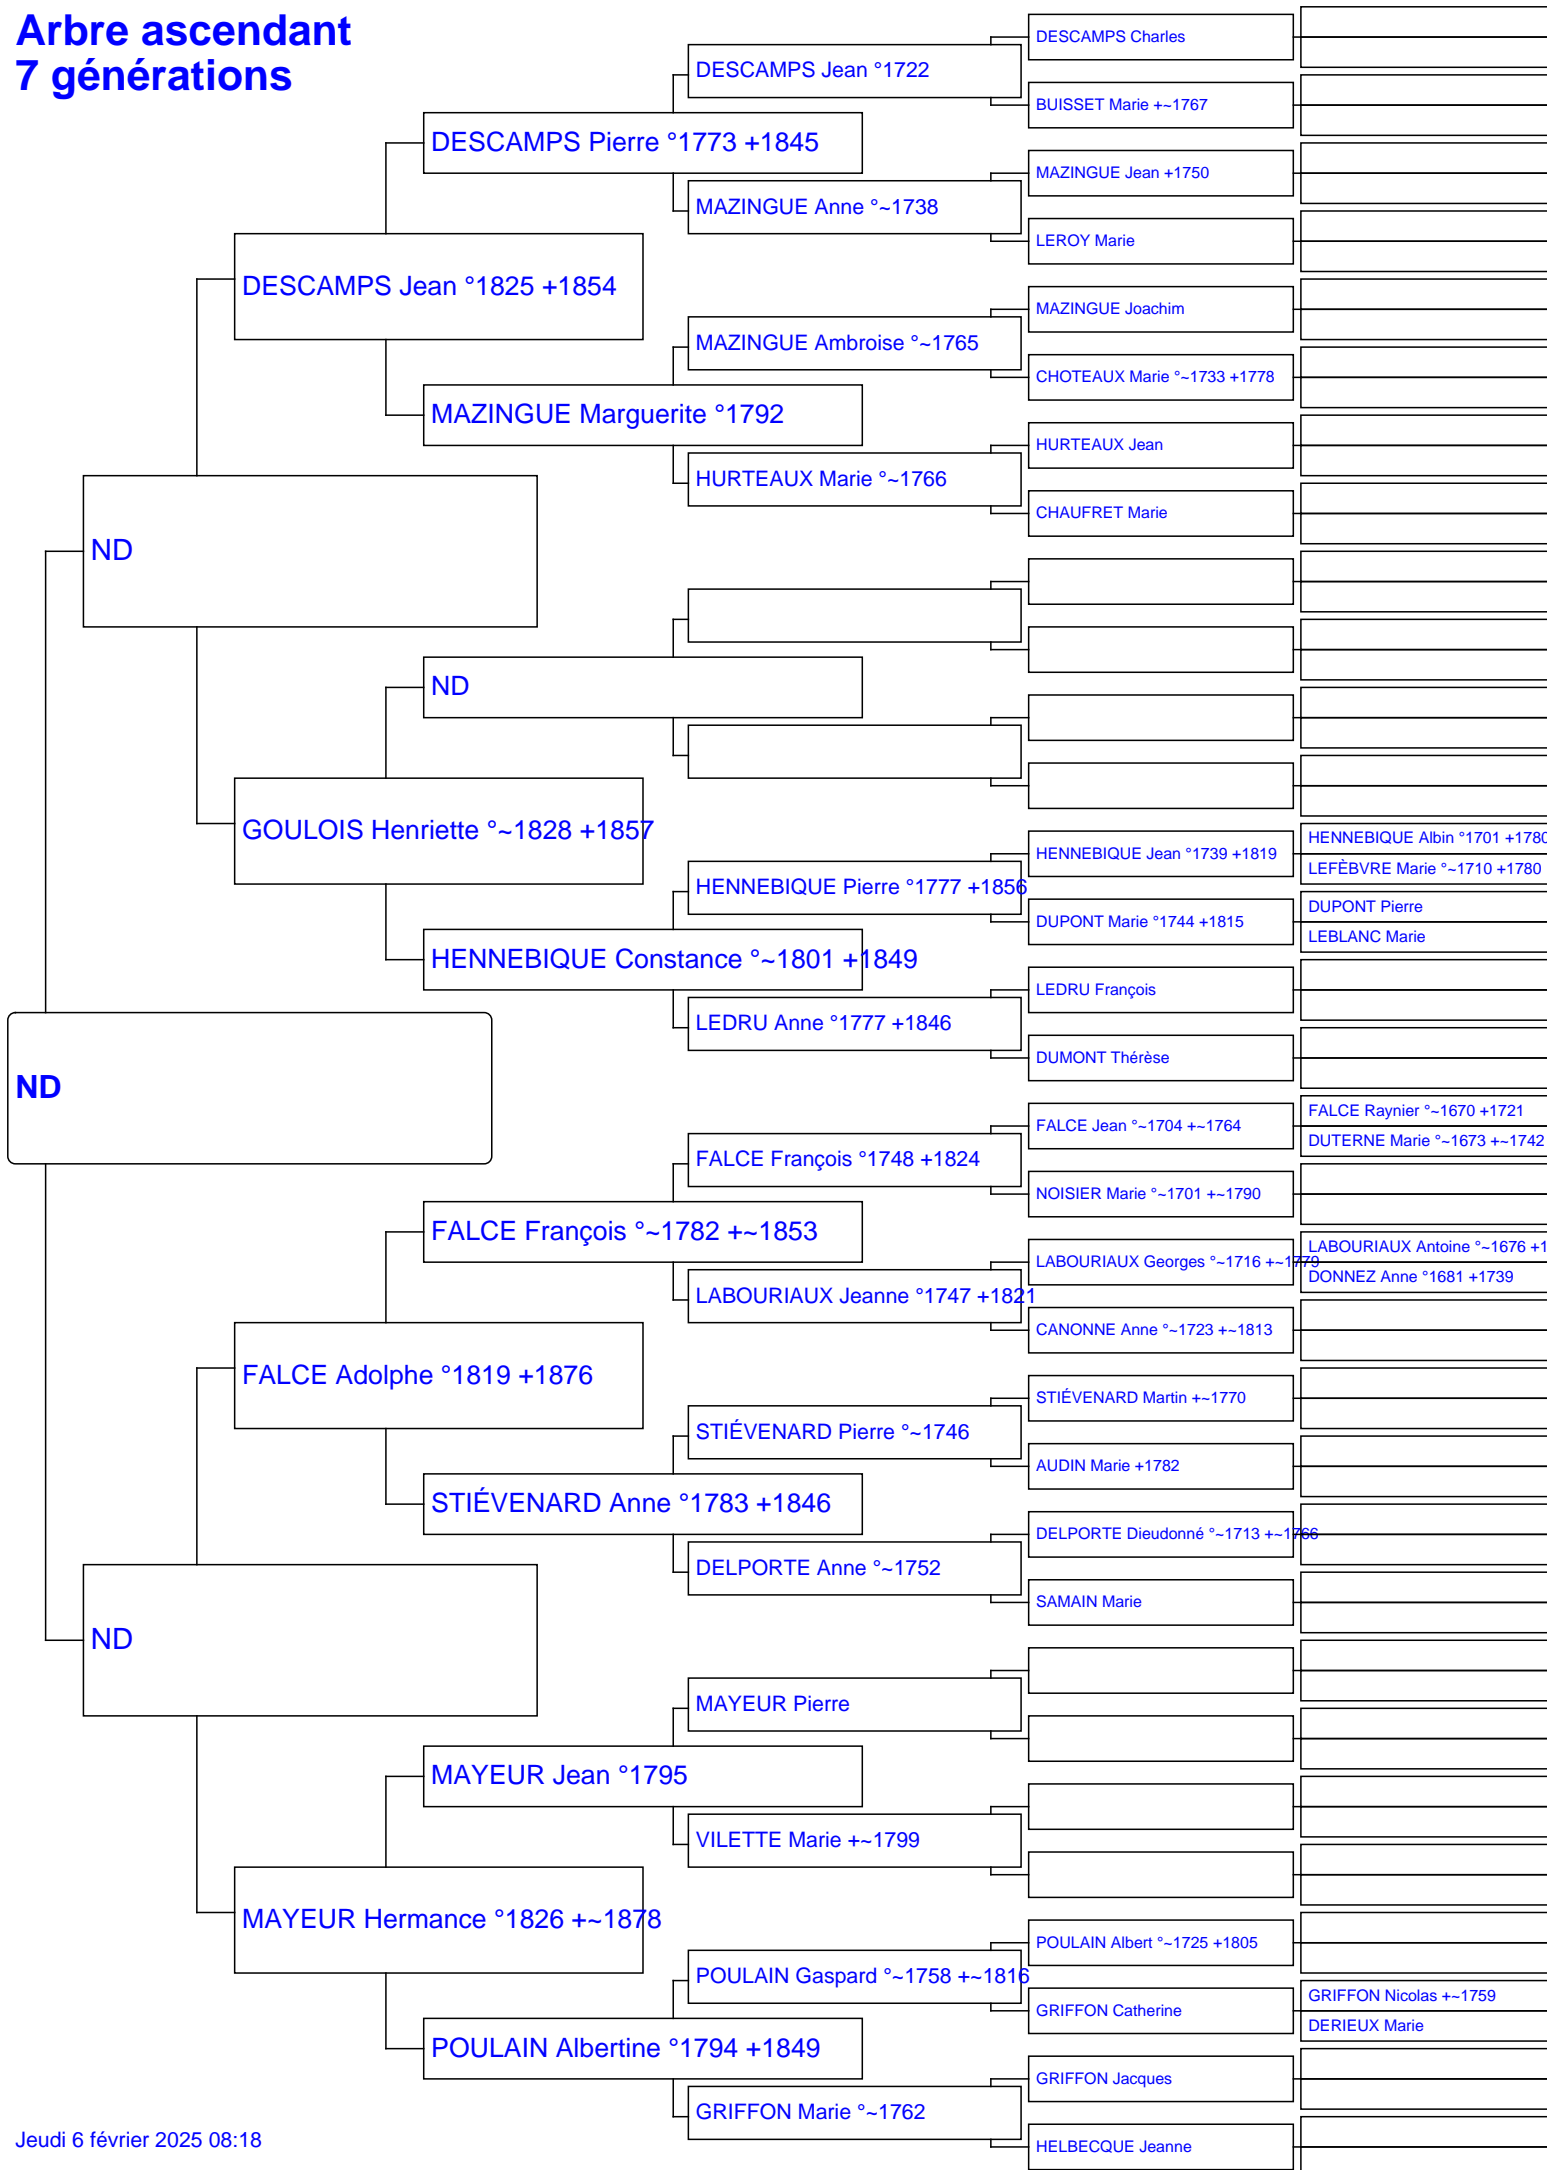 Arbre ascendant
7 générations
DESCAMPS Charles
DESCAMPS Jean °1722
BUISSET Marie +~1767
DESCAMPS Pierre °1773 +1845
MAZINGUE Jean +1750
MAZINGUE Anne °~1738
LEROY Marie
DESCAMPS Jean °1825 +1854
MAZINGUE Joachim
MAZINGUE Ambroise °~1765
CHOTEAUX Marie °~1733 +1778
MAZINGUE Marguerite °1792
HURTEAUX Jean
HURTEAUX Marie °~1766
CHAUFRET Marie
ND
ND
GOULOIS Henriette °~1828 +1857
HENNEBIQUE Albin °1701 +1780
HENNEBIQUE Jean °1739 +1819
LEFÈBVRE Marie °~1710 +1780
HENNEBIQUE Pierre °1777 +1856
DUPONT Pierre
DUPONT Marie °1744 +1815
LEBLANC Marie
HENNEBIQUE Constance °~1801 +1849
LEDRU François
LEDRU Anne °1777 +1846
DUMONT Thérèse
ND
FALCE Raynier °~1670 +1721
FALCE Jean °~1704 +~1764
DUTERNE Marie °~1673 +~1742
FALCE François °1748 +1824
NOISIER Marie °~1701 +~1790
FALCE François °~1782 +~1853
LABOURIAUX Antoine °~1676 +1
LABOURIAUX Georges °~1716 +~1779
DONNEZ Anne °1681 +1739
LABOURIAUX Jeanne °1747 +1821
CANONNE Anne °~1723 +~1813
FALCE Adolphe °1819 +1876
STIÉVENARD Martin +~1770
STIÉVENARD Pierre °~1746
AUDIN Marie +1782
STIÉVENARD Anne °1783 +1846
DELPORTE Dieudonné °~1713 +~1766
DELPORTE Anne °~1752
SAMAIN Marie
ND
MAYEUR Pierre
MAYEUR Jean °1795
VILETTE Marie +~1799
MAYEUR Hermance °1826 +~1878
POULAIN Albert °~1725 +1805
POULAIN Gaspard °~1758 +~1816
GRIFFON Nicolas +~1759
GRIFFON Catherine
DERIEUX Marie
POULAIN Albertine °1794 +1849
GRIFFON Jacques
GRIFFON Marie °~1762
HELBECQUE Jeanne
Jeudi 6 février 2025 08:18